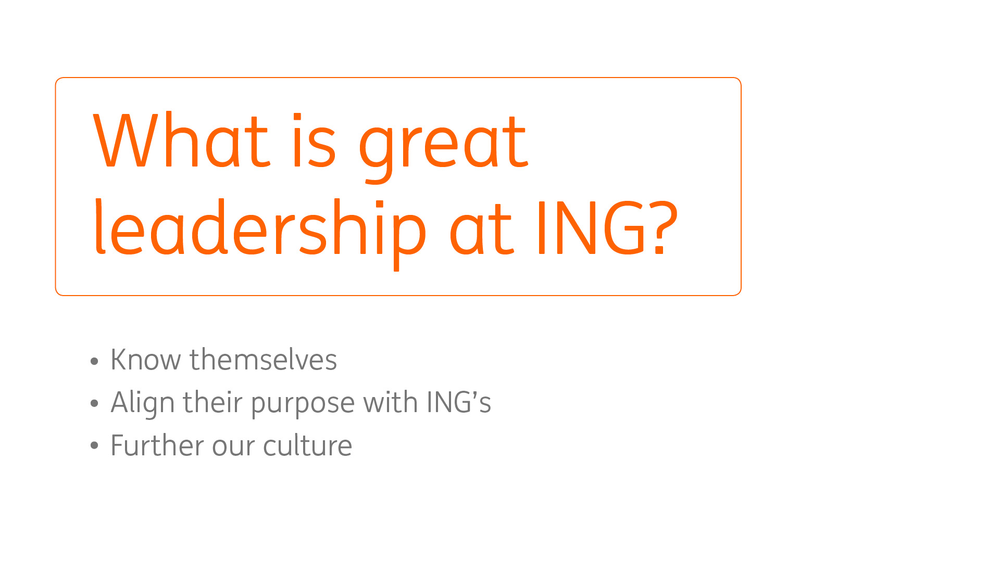 What is great
leadership at ING?
• Know themselves
• Align their purpose with ING’s
• Further our culture